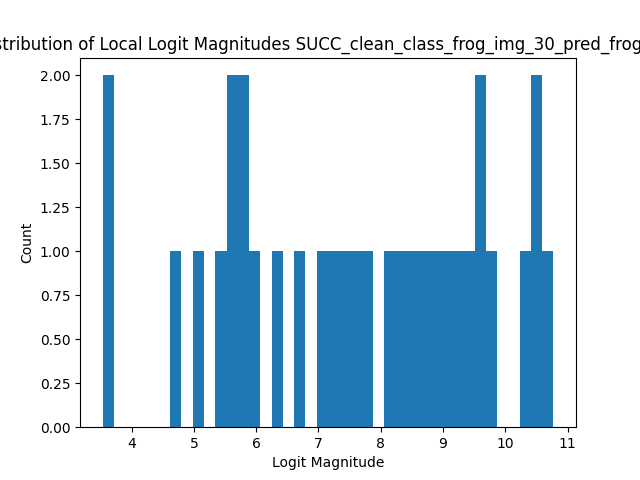 stribution of Local Logit Magnitudes SUCC_clean_class_frog_img_30_pred_frog
2.00
1.75
1.50
1.25
1.00
0.75
0.50
0.25
0.00
Count
4 5 6 7 8 9 10 11
Logit Magnitude